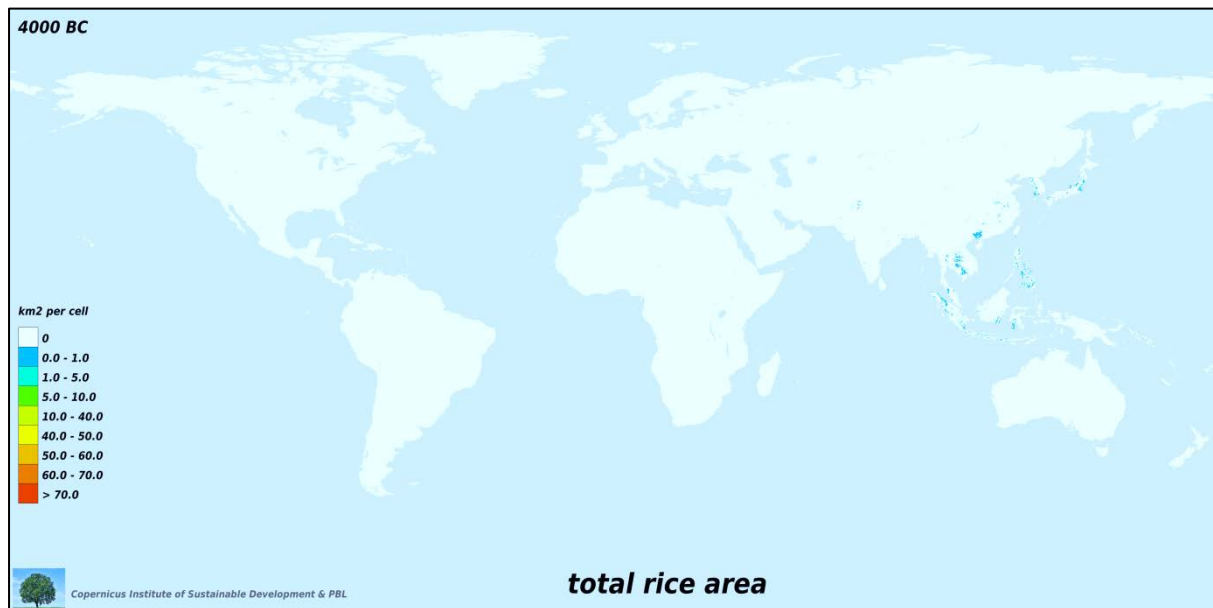 4000 BC
km2 per cell
0
0.0 - 1.0
1.0 - 5.0
5.0 - 10.0
10.0 - 40.0
40.0 - 50.0
50.0 - 60.0
60.0 - 70.0
> 70.0
Copernicus Institute of Sustainable Development & PBL
total rice area